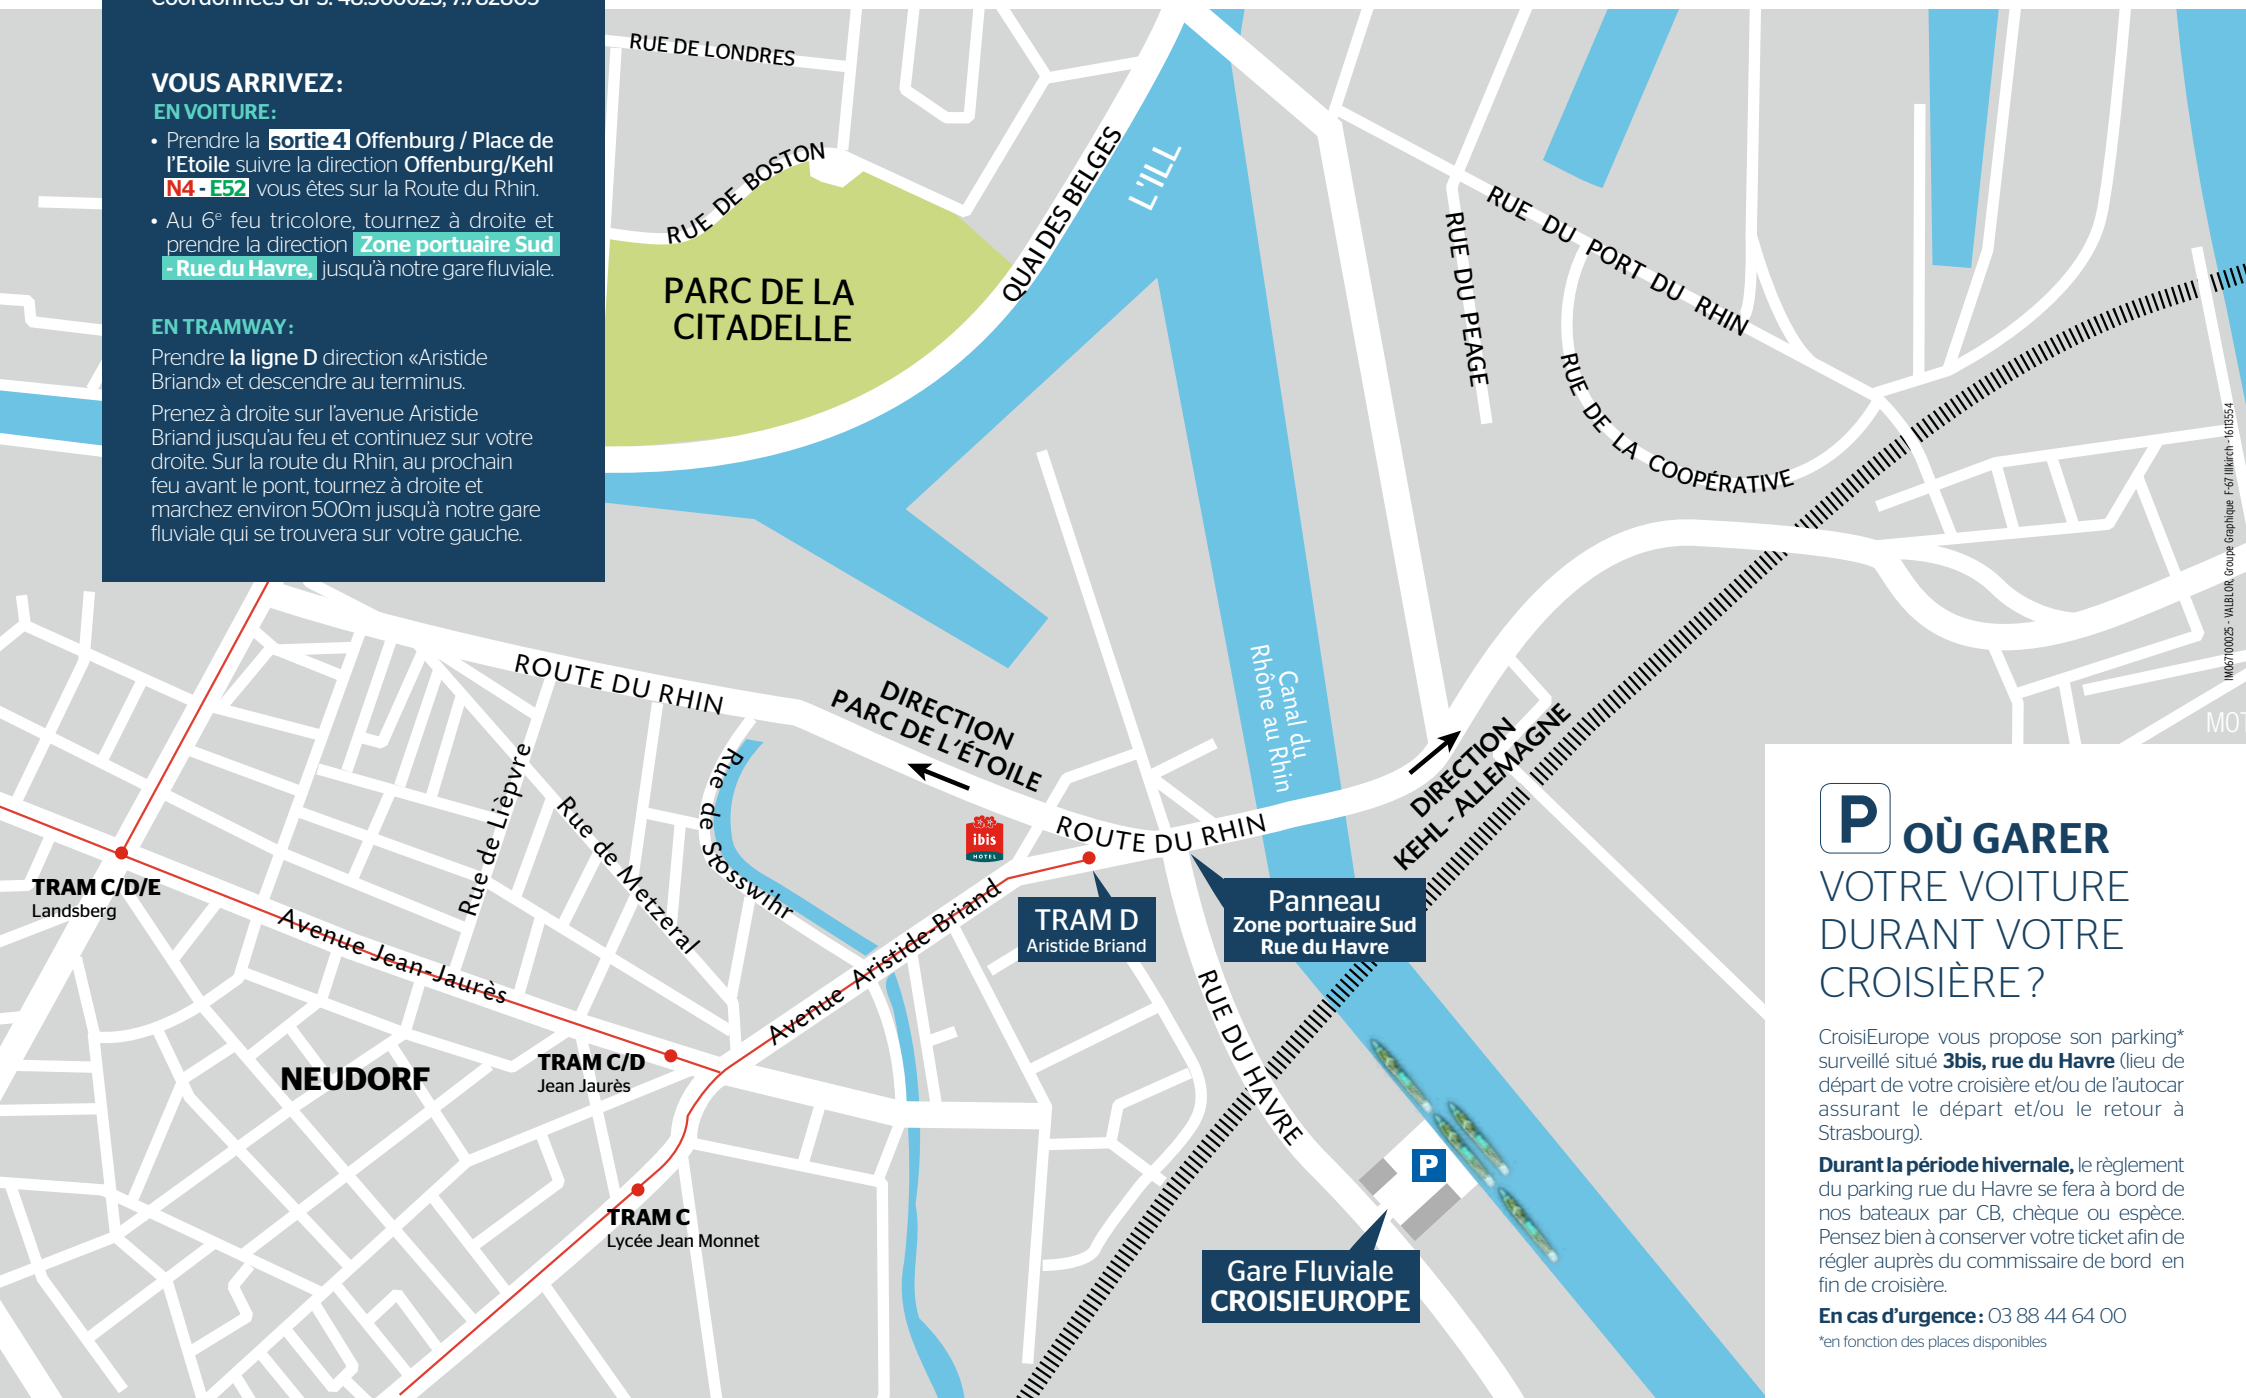 VOUS ARRIVEZ :
EN VOITURE :
• Prendre la sortie 4 Offenburg / Place de
l'Etoile suivre la direction Offenburg/Kehl
N4 - E52 vous êtes sur la Route du Rhin.
• Au 6e feu tricolore, tournez à droite et
prendre la direction Zone portuaire Sud
- Rue du Havre, jusqu'à notre gare fluviale.
EN TRAMWAY :
Prendre la ligne D direction «Aristide
Briand» et descendre au terminus.
Prenez à droite sur l'avenue Aristide
Briand jusqu'au feu et continuez sur votre
droite. Sur la route du Rhin, au prochain
feu avant le pont, tournez à droite et
marchez environ 500m jusqu'à notre gare
fluviale qui se trouvera sur votre gauche.
RUE DE LONDRES
RUE DE BOSTON
PARC DE LA
CITADELLE
QUAI DES BELGES
L'ILL
RUE DU PEAGE
RUE DU PORT DU RHIN
RUE DE LA COOPÉRATIVE
IM067100025 - VALBLOR, Groupe Graphique F-67 Illkirch - 16113554
MOT
ROUTE DU RHIN
DIRECTION
PARC DE L'ÉTOILE
Canal du
Rhône au Rhin
DIRECTION
KEHL - ALLEMAGNE
Rue de Lièpvre
Rue de Metzeral
Rue de Stosswihr
ibis
HOTEL
ROUTE DU RHIN
TRAM C/D/E
Landsberg
Avenue Jean-Jaurès
Avenue Aristide-Briand
TRAM D
Aristide Briand
Panneau
Zone portuaire Sud
Rue du Havre
RUE DU HAVRE
NEUDORF
TRAM C/D
Jean Jaurès
TRAM C
Lycée Jean Monnet
P
Gare Fluviale
CROISIEUROPE
P OÙ GARER
VOTRE VOITURE
DURANT VOTRE
CROISIÈRE ?
CroisiEurope vous propose son parking*
surveillé situé 3bis, rue du Havre (lieu de
départ de votre croisière et/ou de l'autocar
assurant le départ et/ou le retour à
Strasbourg).
Durant la période hivernale, le règlement
du parking rue du Havre se fera à bord de
nos bateaux par CB, chèque ou espèce.
Pensez bien à conserver votre ticket afin de
régler auprès du commissaire de bord en
fin de croisière.
En cas d'urgence : 03 88 44 64 00
*en fonction des places disponibles